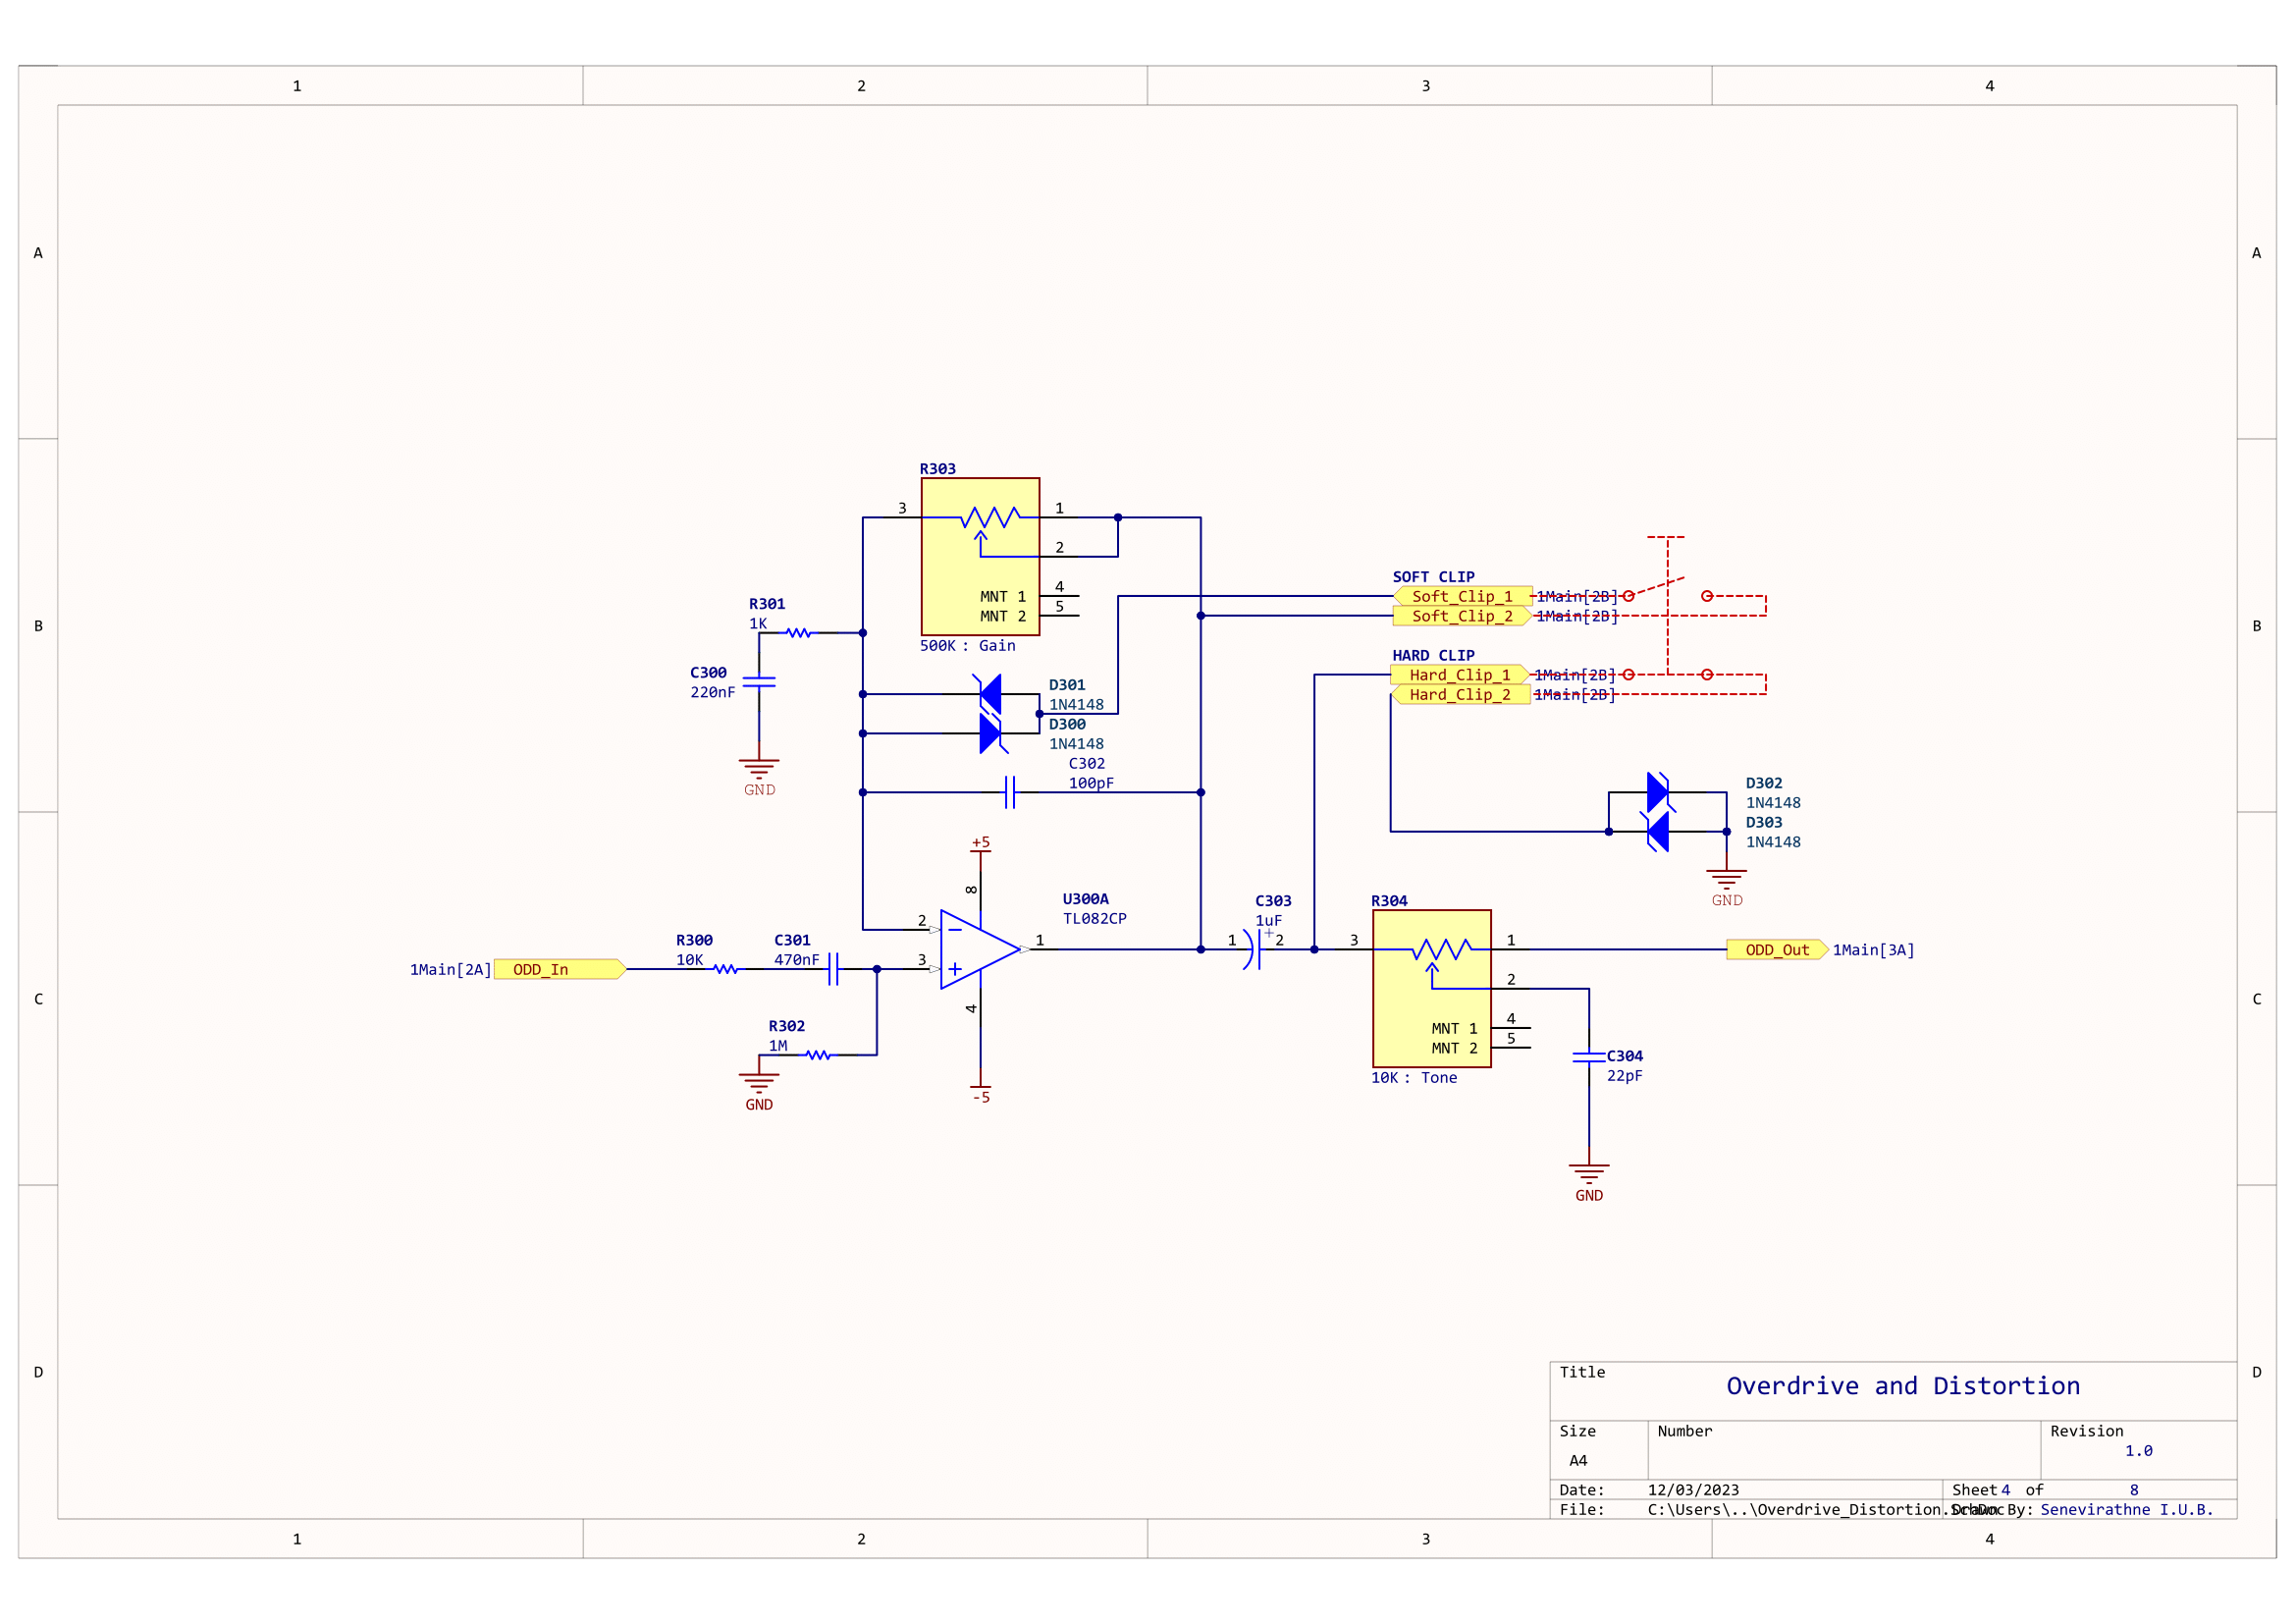 1 2 3 4
A A
R303
3 1
2
4
MNT 1
5
MNT 2
500K : Gain
SOFT CLIP
Soft_Clip_1 1Main[2B]
Soft_Clip_2 1Main[2B]
R301
1K
B B
HARD CLIP
Hard_Clip_1 1Main[2B]
Hard_Clip_2 1Main[2B]
C300
220nF
D301
1N4148
D300
1N4148
C302
100pF
GND
D302
1N4148
D303
1N4148
GND
+5
8
U300A
TL082CP
2
3
1
4
-5
R300
10K
C301
470nF
1Main[2A] ODD_In
R302
1M
GND
C303
1uF
+
1 2
R304
3 1
2
4
MNT 1
5
MNT 2
10K : Tone
ODD_Out 1Main[3A]
C C
C304
22pF
GND
D D
Title
Overdrive and Distortion
Size
A4
Number
Revision
1.0
Date: 12/03/2023 Sheet 4 of 8
File: C:\Users\..\Overdrive_Distortion.SchDoc Drawn By: Senevirathne I.U.B.
1 2 3 4